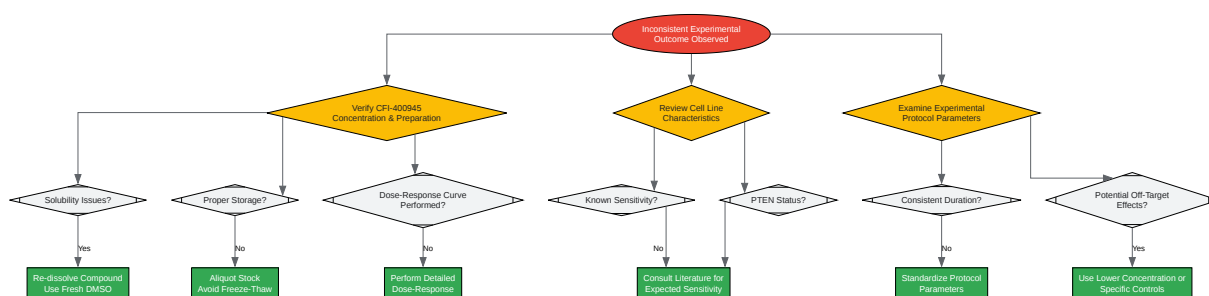 Inconsistent Experimental
Outcome Observed
Verify CFI-400945
Concentration & Preparation
Review Cell Line
Characteristics
Examine Experimental
Protocol Parameters
Solubility Issues?
Proper Storage?
Dose-Response Curve
Performed?
Known Sensitivity?
PTEN Status?
Consistent Duration?
Potential Off-Target
Effects?
Yes
No
No
No
No
Yes
Re-dissolve Compound
Use Fresh DMSO
Aliquot Stock
Avoid Freeze-Thaw
Perform Detailed
Dose-Response
Consult Literature for
Expected Sensitivity
Standardize Protocol
Parameters
Use Lower Concentration or
Specific Controls